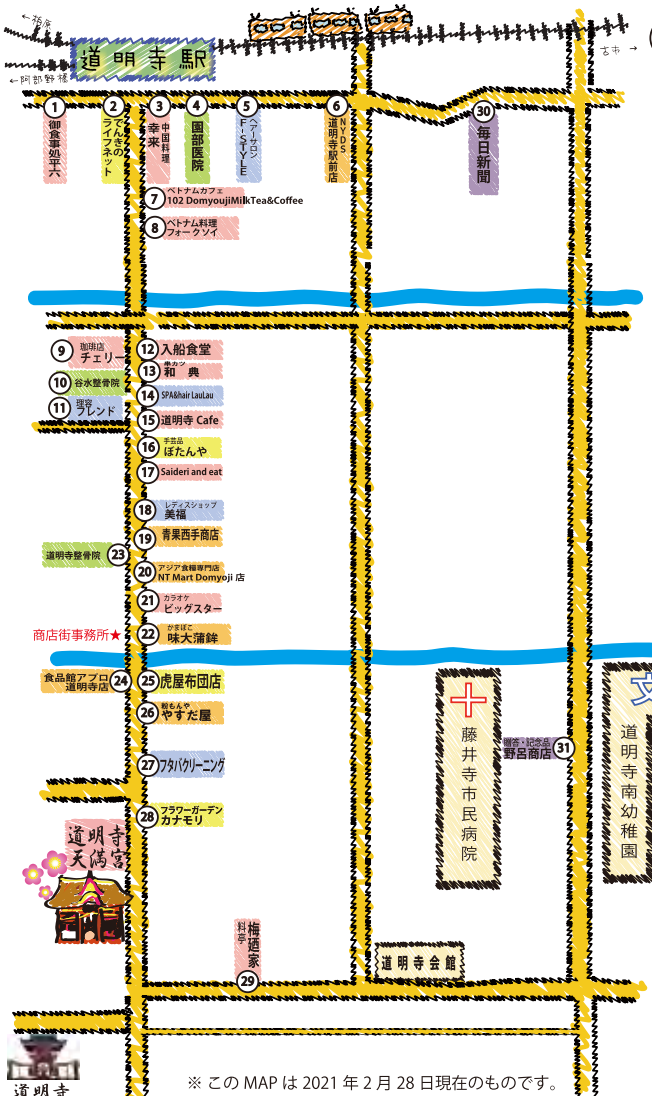 ←柏原
道明寺駅
古市→
←阿部野橋
1
御食事処平六
2
でんきの
ライフネット
3
中国料理
幸来
4
園部医院
5
ヘアーサロン
F-STYLE
6
NYDS
道明寺駅前店
30
毎日新聞
7
ベトナムカフェ
102 DomyoujiMilkTea&Coffee
8
ベトナム料理
フォークソイ
9
珈琲店
チェリー
10
谷水整骨院
11
理容
フレンド
12
入船食堂
13
串カツ
和 典
14
SPA&hair LauLau
15
道明寺 Cafe
16
手芸品
ぼたんや
17
Saideri and eat
18
レディスショップ
美福
19
青果西手商店
23
道明寺整骨院
20
アジア食糧専門店
NT Mart Domyoji 店
21
カラオケ
ビッグスター
商店街事務所★
22
かまぼこ
味大蒲鉾
食品館アプロ
道明寺店
24
25
虎屋布団店
26
粉もんや
やすだ屋
27
フタバクリーニング
28
フラワーガーデン
カナモリ
藤井寺市民病院
贈答・記念品
野呂商店
31
文
道明寺南幼稚園
道明寺
天満宮
料亭
梅廼家
29
道明寺会館
道明寺
※ この MAP は 2021 年 2 月 28 日現在のものです。